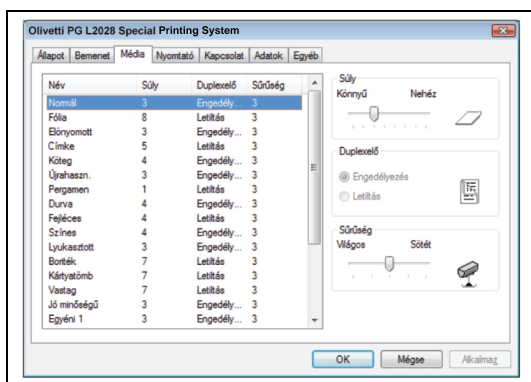 Olivetti PG L2028 Special Printing System
Állapot Bemenet Média Nyomtató Kapcsolat Adatok Egyéb
Név Súly Duplexelő Sűrűség
Normál 3 Engedély... 3
Fólia 8 Letiltás 3
Előnyomott 3 Engedély... 3
Címke 5 Letiltás 3
Köteg 4 Engedély... 3
Újrahaszn. 3 Engedély... 3
Pergamen 1 Letiltás 3
Durva 4 Engedély... 3
Fejléces 4 Engedély... 3
Színes 4 Engedély... 3
Lyukasztott 3 Engedély... 3
Boríték 7 Letiltás 3
Kártyatömb 7 Letiltás 3
Vastag 7 Letiltás 3
Jó minőségű 3 Engedély... 3
Egyéni 1 3 Engedély... 3
Súly
Könnyű Nehéz
Duplexelő
Engedélyezés
Letiltás
Sűrűség
Világos Sötét
OK Mégse Alkalmaz